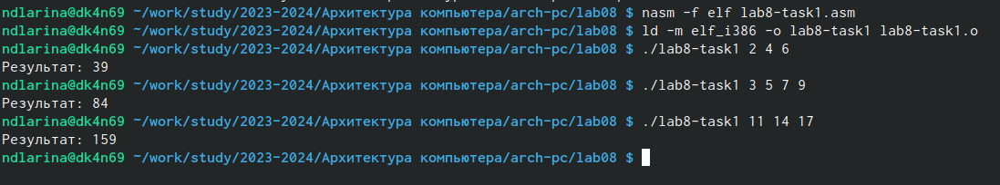 ndlarina@dk4n69 ~/work/study/2023-2024/Архитектура компьютера/arch-pc/lab08 $ nasm -f elf lab8-task1.asm
ndlarina@dk4n69 ~/work/study/2023-2024/Архитектура компьютера/arch-pc/lab08 $ ld -m elf_i386 -o lab8-task1 lab8-task1.o
ndlarina@dk4n69 ~/work/study/2023-2024/Архитектура компьютера/arch-pc/lab08 $ ./lab8-task1 2 4 6
Результат: 39
ndlarina@dk4n69 ~/work/study/2023-2024/Архитектура компьютера/arch-pc/lab08 $ ./lab8-task1 3 5 7 9
Результат: 84
ndlarina@dk4n69 ~/work/study/2023-2024/Архитектура компьютера/arch-pc/lab08 $ ./lab8-task1 11 14 17
Результат: 159
ndlarina@dk4n69 ~/work/study/2023-2024/Архитектура компьютера/arch-pc/lab08 $